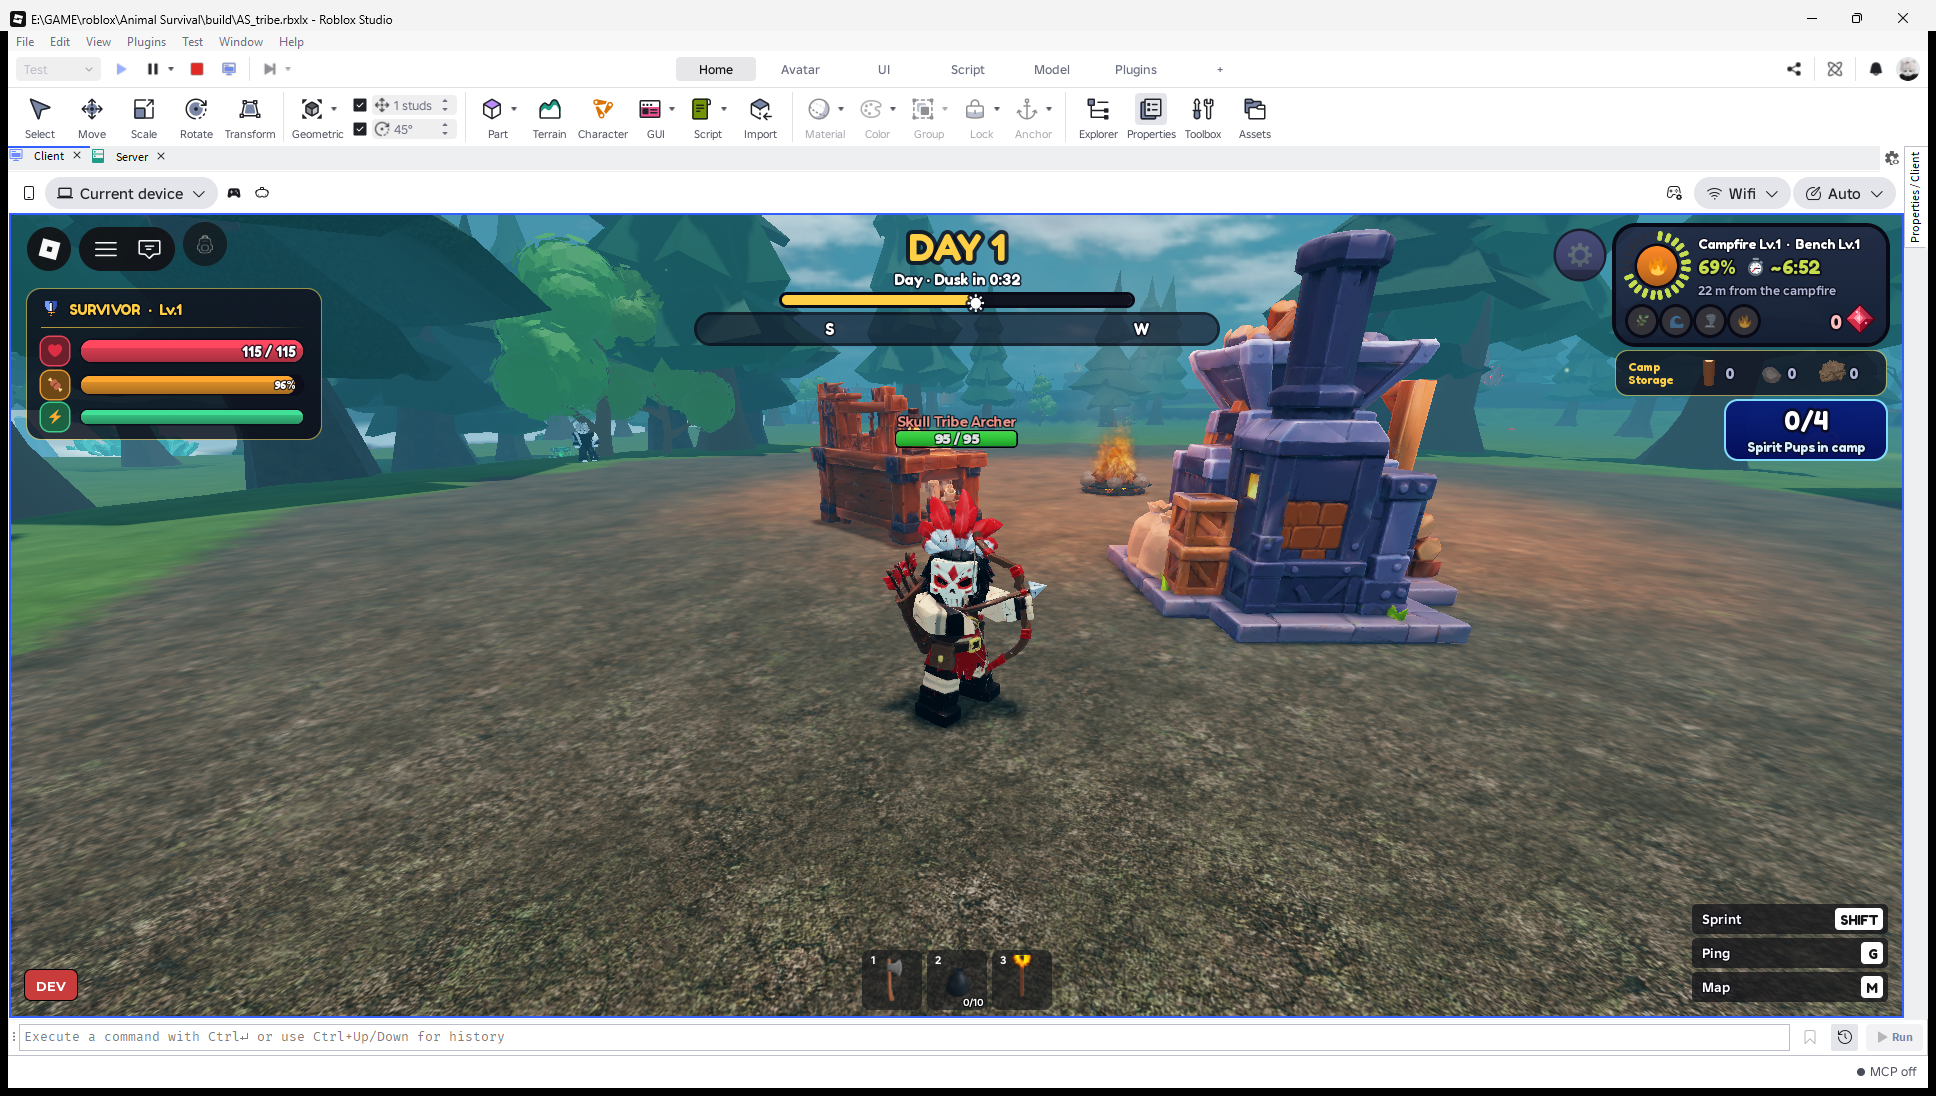 E:\GAME\roblox\Animal Survival\build\AS_tribe.rbxlx - Roblox Studio
File Edit View Plugins Test Window Help
Test
Home Avatar UI Script Model Plugins +
1 studs
45°
Select Move Scale Rotate Transform Geometric Part Terrain Character GUI Script Import Material Color Group Lock Anchor Explorer Properties Toolbox Assets
Client Server
Properties / Client
Current device
Wifi Auto
DAY 1
Day · Dusk in 0:32
S W
SURVIVOR · Lv.1
115 / 115
96%
Campfire Lv.1 · Bench Lv.1
69% ~6:52
22 m from the campfire
0
Camp Storage 0 0 0
0/4
Spirit Pups in camp
Skull Tribe Archer
95 / 95
Sprint SHIFT
Ping G
Map M
DEV
1 2 3
0/10
Execute a command with Ctrl↵ or use Ctrl+Up/Down for history
Run
MCP off